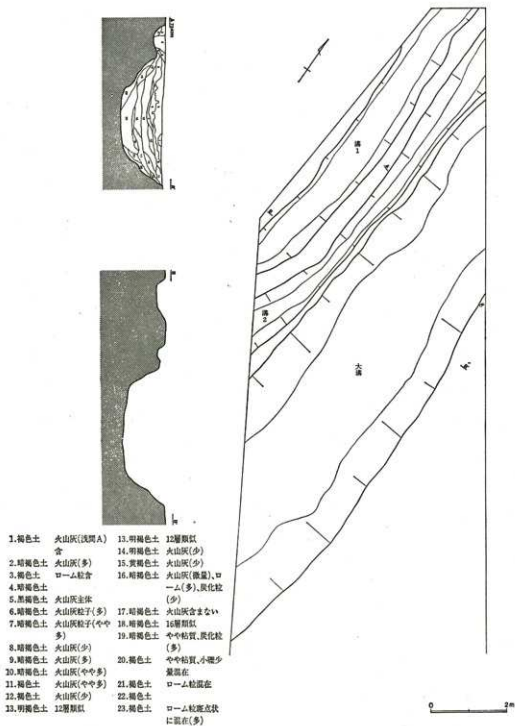 溝1
溝2
大溝
1.褐色土 火山灰(浅間A)
含
2.暗褐色土 火山灰(多)
3.褐色土 ローム粒含
4.暗褐色土
5.黒褐色土 火山灰主体
6.暗褐色土 火山灰粒子(多)
7.暗褐色土 火山灰粒子(やや
多)
8.暗褐色土 火山灰(少)
9.暗褐色土 火山灰(多)
10.暗褐色土 火山灰(やや多)
11.褐色土 火山灰(やや多)
12.褐色土 火山灰(少)
13.明褐色土 12層類似
13.明褐色土 12層類似
14.明褐色土 火山灰(少)
15.黄褐色土 火山灰(少)
16.暗褐色土 火山灰(微量)、ロ
ーム(多)、炭化粒
(少)
17.暗褐色土 火山灰含まない
18.暗褐色土 16層類似
19.暗褐色土 やや粘質、炭化粒
(多)
20.褐色土 やや粘質、小礫少
量混在
21.褐色土 ローム粒混在
22.褐色土
23.褐色土 ローム粒斑点状
に混在(多)
0 2m